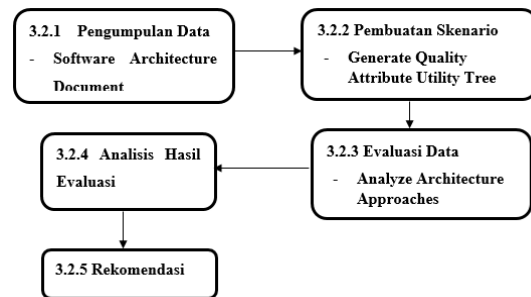 3.2.1 Pengumpulan Data
- Software Architecture
Document
3.2.2 Pembuatan Skenario
- Generate Quality
Attribute Utility Tree
3.2.3 Evaluasi Data
- Analyze Architecture
Approaches
3.2.4 Analisis Hasil
Evaluasi
3.2.5 Rekomendasi